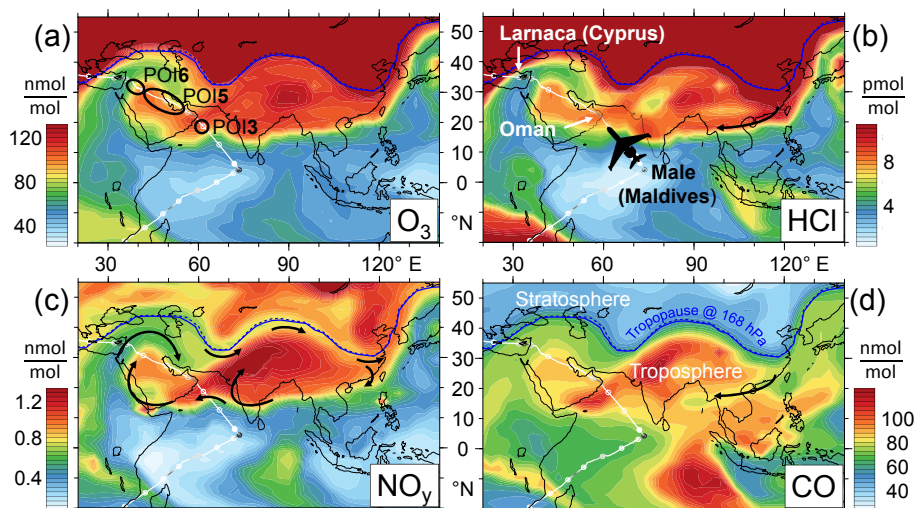 (a)
nmol
mol
120
80
40
POI6
POI5
POI3
O3
Larnaca (Cyprus)
(b)
50
40
30
20
10
0
°N
Oman
Male
(Maldives)
HCl
pmol
mol
8
4
30
60
90
120° E
30
60
90
120° E
(c)
nmol
mol
1.2
0.8
0.4
NOy
Stratosphere
(d)
Tropopause @ 168 hPa
Troposphere
50
40
30
20
10
0
°N
CO
nmol
mol
100
80
60
40